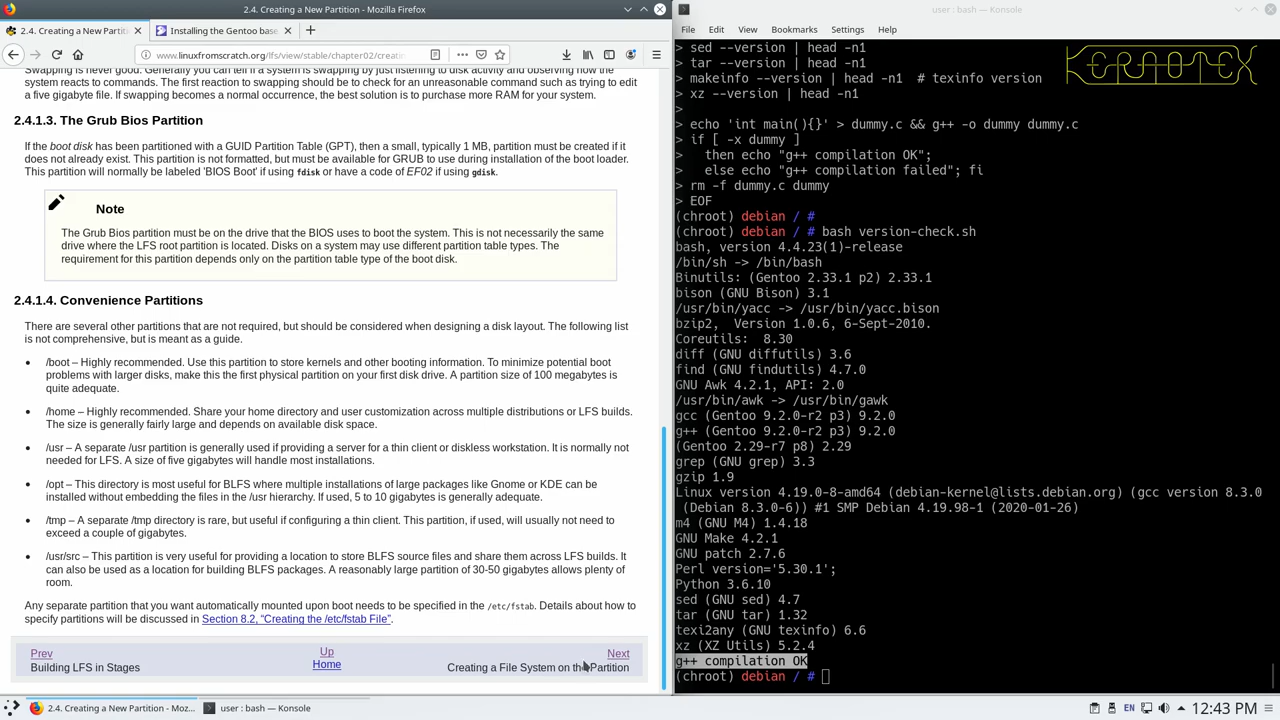 2.4. Creating a New Partition - Mozilla Firefox
2.4. Creating a New Partiti
Installing the Gentoo base
www.linuxfromscratch.org/lfs/view/stable/chapter02/creatin
Swapping is never good. Generally you can tell if a system is swapping by just listening to disk activity and observing how the
system reacts to commands. The first reaction to swapping should be to check for an unreasonable command such as trying to edit
a five gigabyte file. If swapping becomes a normal occurrence, the best solution is to purchase more RAM for your system.
2.4.1.3. The Grub Bios Partition
If the boot disk has been partitioned with a GUID Partition Table (GPT), then a small, typically 1 MB, partition must be created if it
does not already exist. This partition is not formatted, but must be available for GRUB to use during installation of the boot loader.
This partition will normally be labeled 'BIOS Boot' if using fdisk or have a code of EF02 if using gdisk.
Note
The Grub Bios partition must be on the drive that the BIOS uses to boot the system. This is not necessarily the same
drive where the LFS root partition is located. Disks on a system may use different partition table types. The
requirement for this partition depends only on the partition table type of the boot disk.
2.4.1.4. Convenience Partitions
There are several other partitions that are not required, but should be considered when designing a disk layout. The following list
is not comprehensive, but is meant as a guide.
• /boot – Highly recommended. Use this partition to store kernels and other booting information. To minimize potential boot
problems with larger disks, make this the first physical partition on your first disk drive. A partition size of 100 megabytes is
quite adequate.
• /home – Highly recommended. Share your home directory and user customization across multiple distributions or LFS builds.
The size is generally fairly large and depends on available disk space.
• /usr – A separate /usr partition is generally used if providing a server for a thin client or diskless workstation. It is normally not
needed for LFS. A size of five gigabytes will handle most installations.
• /opt – This directory is most useful for BLFS where multiple installations of large packages like Gnome or KDE can be
installed without embedding the files in the /usr hierarchy. If used, 5 to 10 gigabytes is generally adequate.
• /tmp – A separate /tmp directory is rare, but useful if configuring a thin client. This partition, if used, will usually not need to
exceed a couple of gigabytes.
• /usr/src – This partition is very useful for providing a location to store BLFS source files and share them across LFS builds. It
can also be used as a location for building BLFS packages. A reasonably large partition of 30-50 gigabytes allows plenty of
room.
Any separate partition that you want automatically mounted upon boot needs to be specified in the /etc/fstab. Details about how to
specify partitions will be discussed in Section 8.2, “Creating the /etc/fstab File”.
Prev Up Next
Building LFS in Stages Home Creating a File System on the Partition
user : bash — Konsole
File Edit View Bookmarks Settings Help
> sed --version | head -n1
> tar --version | head -n1
> makeinfo --version | head -n1  # texinfo version
> xz --version | head -n1
>
> echo 'int main(){}' > dummy.c && g++ -o dummy dummy.c
> if [ -x dummy ]
>   then echo "g++ compilation OK";
>   else echo "g++ compilation failed"; fi
> rm -f dummy.c dummy
> EOF
(chroot) debian / #
(chroot) debian / # bash version-check.sh
bash, version 4.4.23(1)-release
/bin/sh -> /bin/bash
Binutils: (Gentoo 2.33.1 p2) 2.33.1
bison (GNU Bison) 3.1
/usr/bin/yacc -> /usr/bin/yacc.bison
bzip2,  Version 1.0.6, 6-Sept-2010.
Coreutils:  8.30
diff (GNU diffutils) 3.6
find (GNU findutils) 4.7.0
GNU Awk 4.2.1, API: 2.0
/usr/bin/awk -> /usr/bin/gawk
gcc (Gentoo 9.2.0-r2 p3) 9.2.0
g++ (Gentoo 9.2.0-r2 p3) 9.2.0
(Gentoo 2.29-r7 p8) 2.29
grep (GNU grep) 3.3
gzip 1.9
Linux version 4.19.0-8-amd64 (debian-kernel@lists.debian.org) (gcc version 8.3.0
(Debian 8.3.0-6)) #1 SMP Debian 4.19.98-1 (2020-01-26)
m4 (GNU M4) 1.4.18
GNU Make 4.2.1
GNU patch 2.7.6
Perl version='5.30.1';
Python 3.6.10
sed (GNU sed) 4.7
tar (GNU tar) 1.32
texi2any (GNU texinfo) 6.6
xz (XZ Utils) 5.2.4
g++ compilation OK
(chroot) debian / #
2.4. Creating a New Partition - Moz... user : bash — Konsole EN 12:43 PM